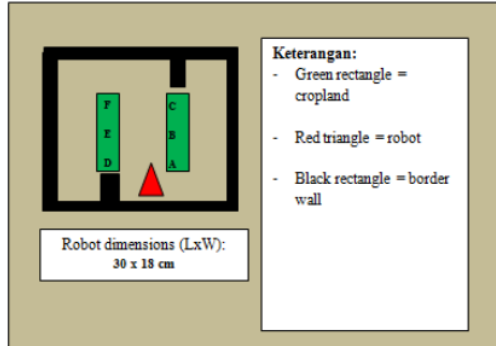 F
E
D
C
B
A
Robot dimensions (LxW):
30 x 18 cm
Keterangan:
- Green rectangle =
cropland
- Red triangle = robot
- Black rectangle = border
wall